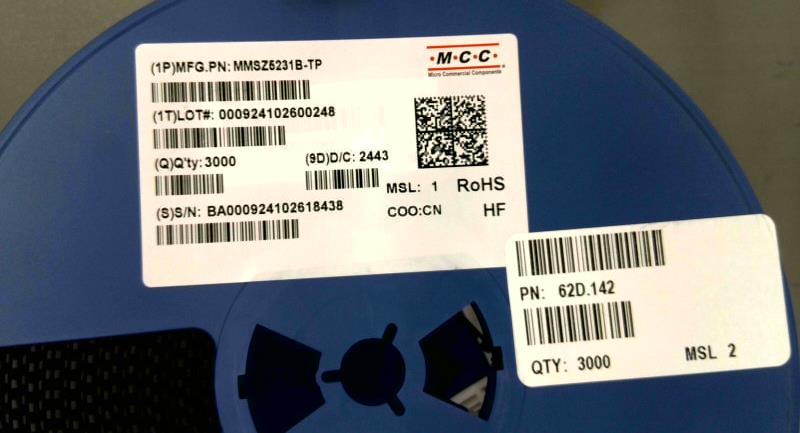 (1P)MFG.PN: MMSZ5231B-TP
·M·C·C·
Micro Commercial Components
(1T)LOT#: 000924102600248
(Q)Q'ty: 3000
(9D)D/C: 2443
MSL: 1 RoHS
(S)S/N: BA000924102618438
COO:CN HF
PN: 62D.142
QTY: 3000
MSL 2